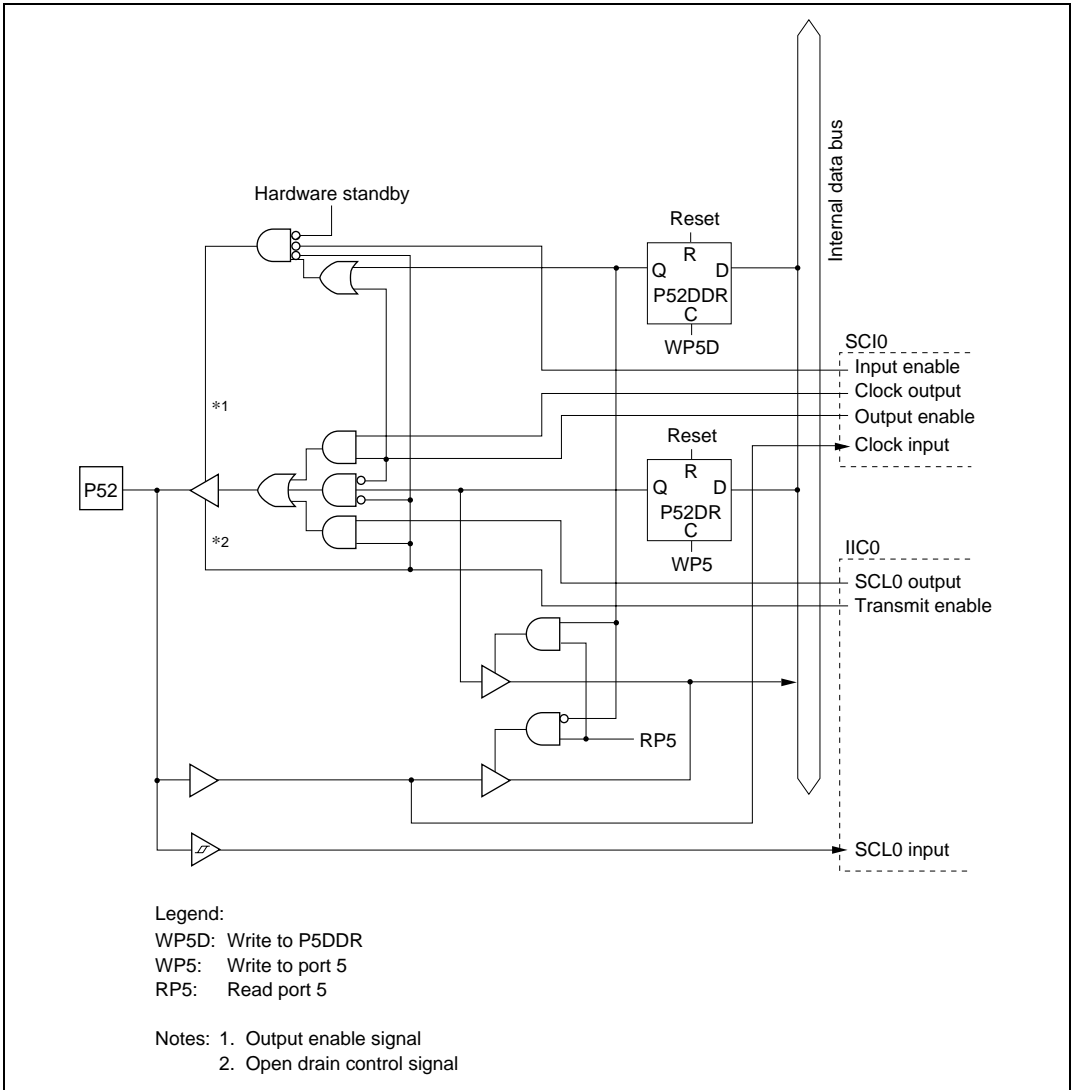 Internal data bus
Hardware standby
Reset
R
Q D
P52DDR
C
WP5D
SCI0
Input enable
Clock output
Output enable
Clock input
*1
Reset
R
Q D
P52DR
C
WP5
P52
*2
IIC0
SCL0 output
Transmit enable
RP5
SCL0 input
Legend:
WP5D: Write to P5DDR
WP5: Write to port 5
RP5: Read port 5
Notes: 1. Output enable signal
2. Open drain control signal